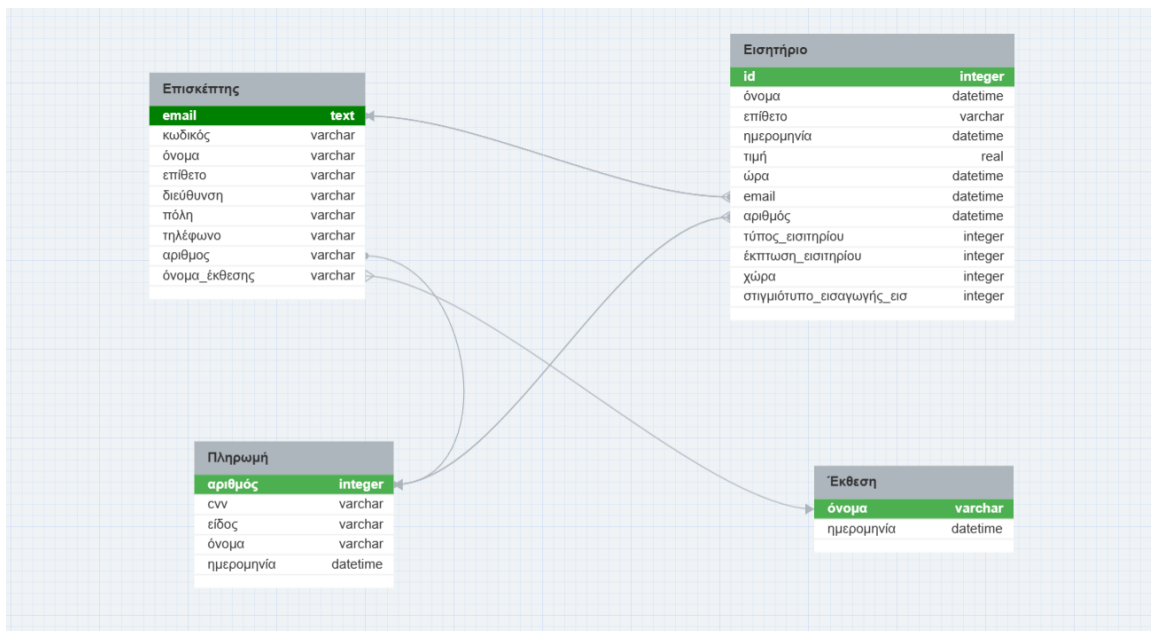 Επισκέπτης
email text
κωδικός varchar
όνομα varchar
επίθετο varchar
διεύθυνση varchar
πόλη varchar
τηλέφωνο varchar
αριθμος varchar
όνομα_έκθεσης varchar
Εισητήριο
id integer
όνομα datetime
επίθετο varchar
ημερομηνία datetime
τιμή real
ώρα datetime
email datetime
αριθμός datetime
τύπος_εισιτηρίου integer
έκπτωση_εισιτηρίου integer
χώρα integer
στιγμιότυπο_εισαγωγής_εισ integer
Πληρωμή
αριθμός integer
cvv varchar
είδος varchar
όνομα varchar
ημερομηνία datetime
Έκθεση
όνομα varchar
ημερομηνία datetime